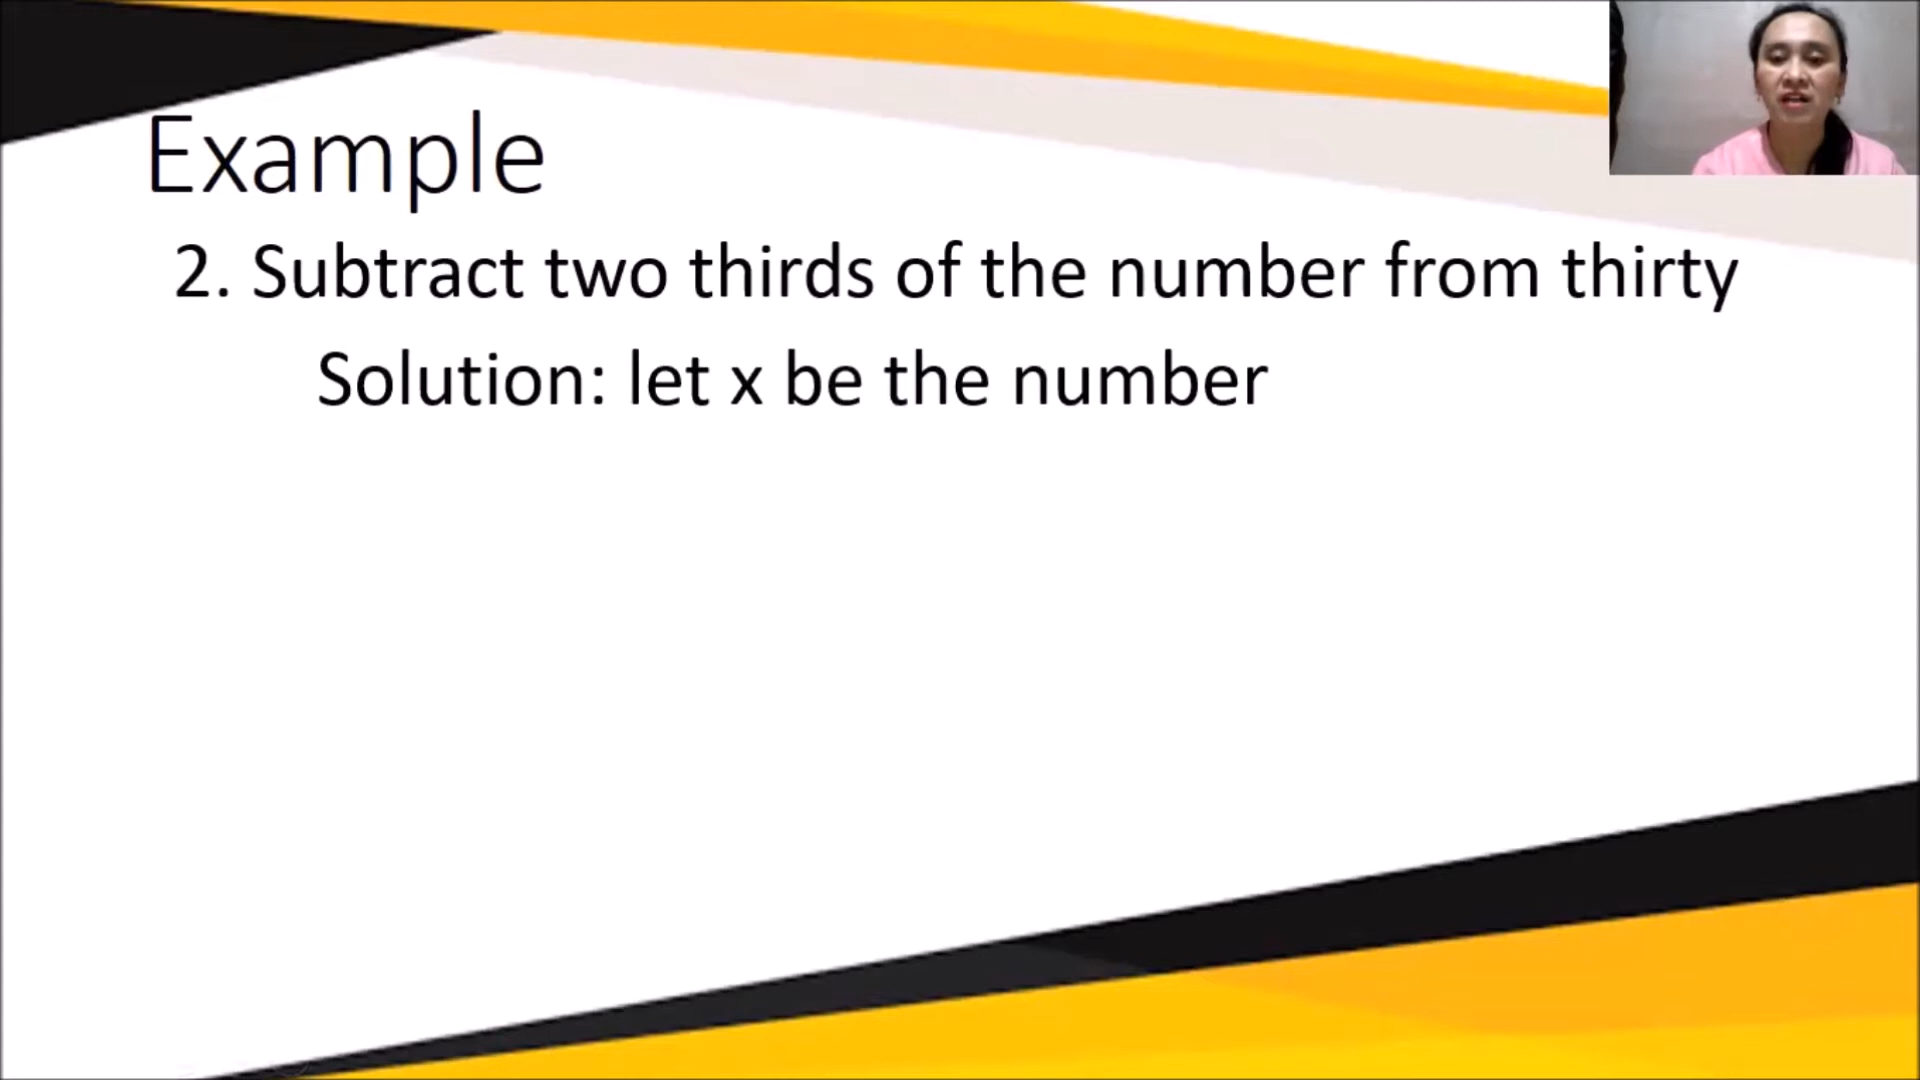 Example
2. Subtract two thirds of the number from thirty
Solution: let x be the number